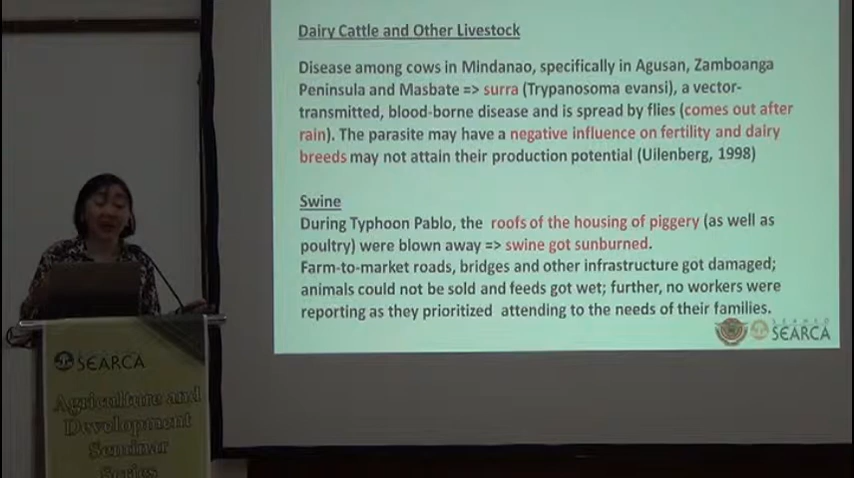 Dairy Cattle and Other Livestock
Disease among cows in Mindanao, specifically in Agusan, Zamboanga
Peninsula and Masbate => surra (Trypanosoma evansi), a vector-
transmitted, blood-borne disease and is spread by flies (comes out after
rain). The parasite may have a negative influence on fertility and dairy
breeds may not attain their production potential (Uilenberg, 1998)
Swine
During Typhoon Pablo, the roofs of the housing of piggery (as well as
poultry) were blown away => swine got sunburned.
Farm-to-market roads, bridges and other infrastructure got damaged;
animals could not be sold and feeds got wet; further, no workers were
reporting as they prioritized attending to the needs of their families.
SEAMEO
SEARCA
SEARCA
Agriculture and
Development
Seminar
Series